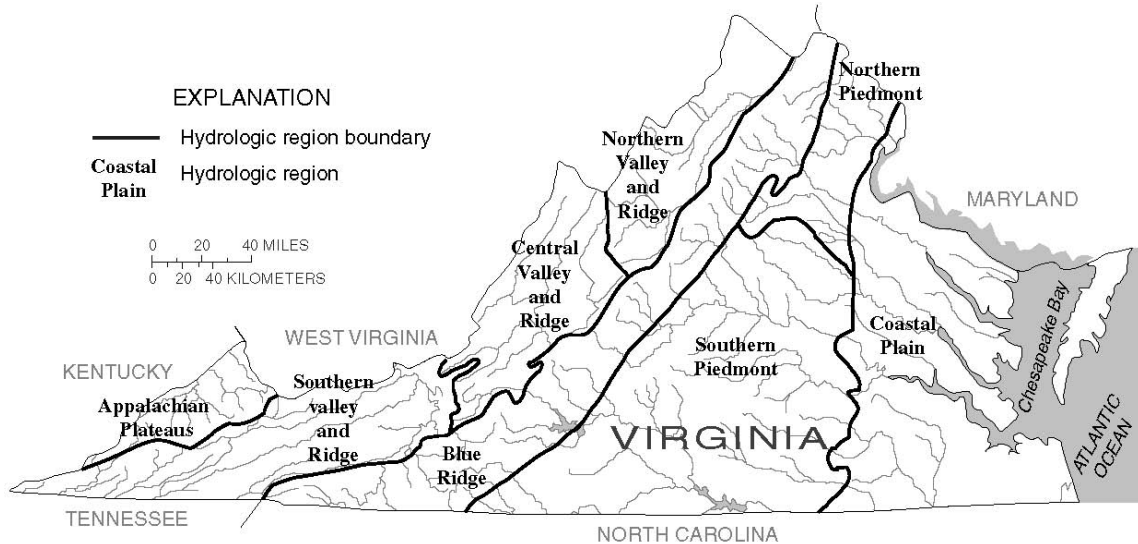 EXPLANATION
Hydrologic region boundary
Coastal
Plain
Hydrologic region
0 20 40 MILES
0 20 40 KILOMETERS
Northern
Piedmont
Northern
Valley
and
Ridge
MARYLAND
Central
Valley
and
Ridge
WEST VIRGINIA
KENTUCKY
Appalachian
Plateaus
Southern
valley
and
Ridge
Blue
Ridge
Southern
Piedmont
Coastal
Plain
Chesapeake Bay
VIRGINIA
ATLANTIC
OCEAN
TENNESSEE
NORTH CAROLINA